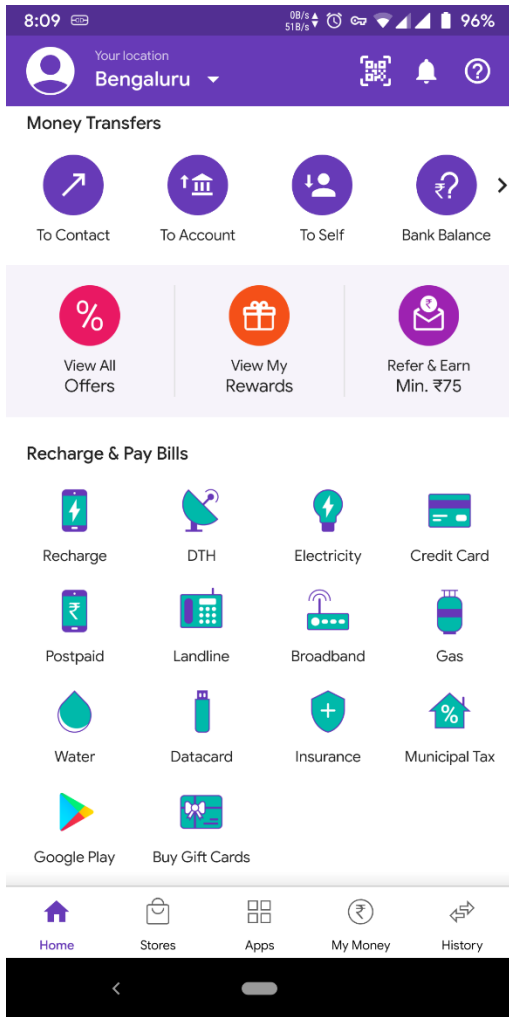 8:09
0B/s
51B/s
96%
Your location
Bengaluru
Money Transfers
To Contact
To Account
To Self
Bank Balance
View All
Offers
View My
Rewards
Refer & Earn
Min. ₹75
Recharge & Pay Bills
Recharge
DTH
Electricity
Credit Card
Postpaid
Landline
Broadband
Gas
Water
Datacard
Insurance
Municipal Tax
Google Play
Buy Gift Cards
Home
Stores
Apps
My Money
History